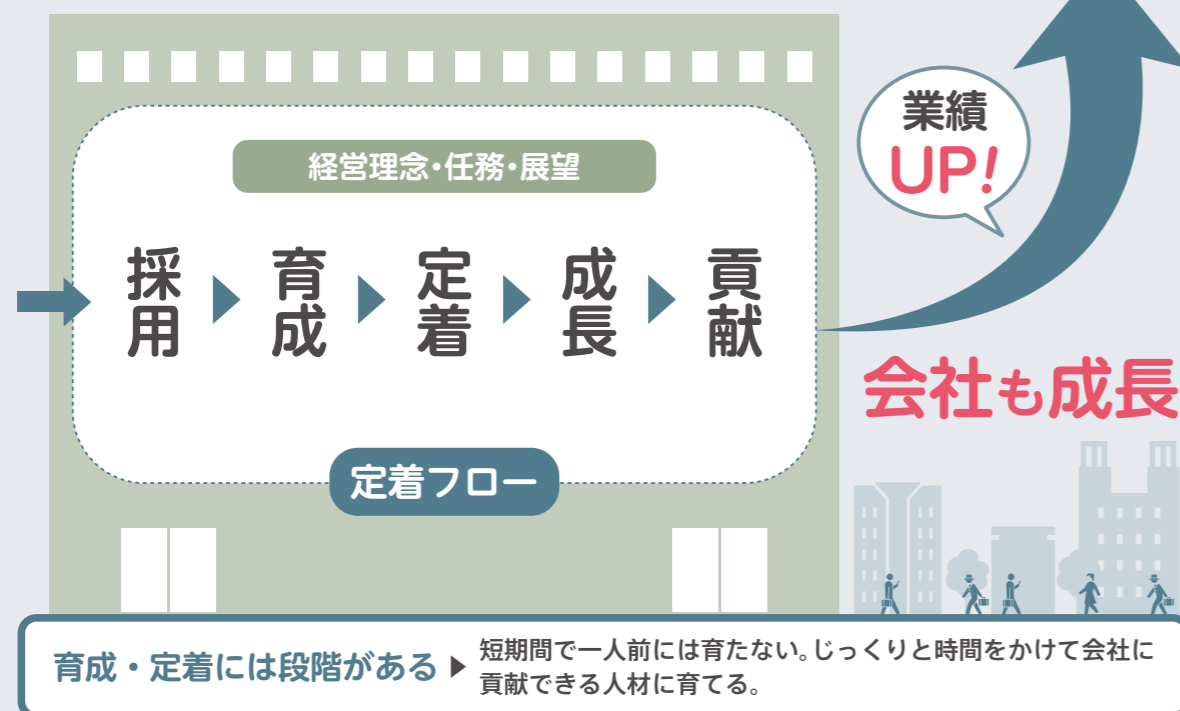 経営理念・任務・展望
採用▶育成▶定着▶成長▶貢献
定着フロー
業績
UP!
会社も成長
育成・定着には段階がある▶
短期間で一人前には育たない。じっくりと時間をかけて会社に
貢献できる人材に育てる。